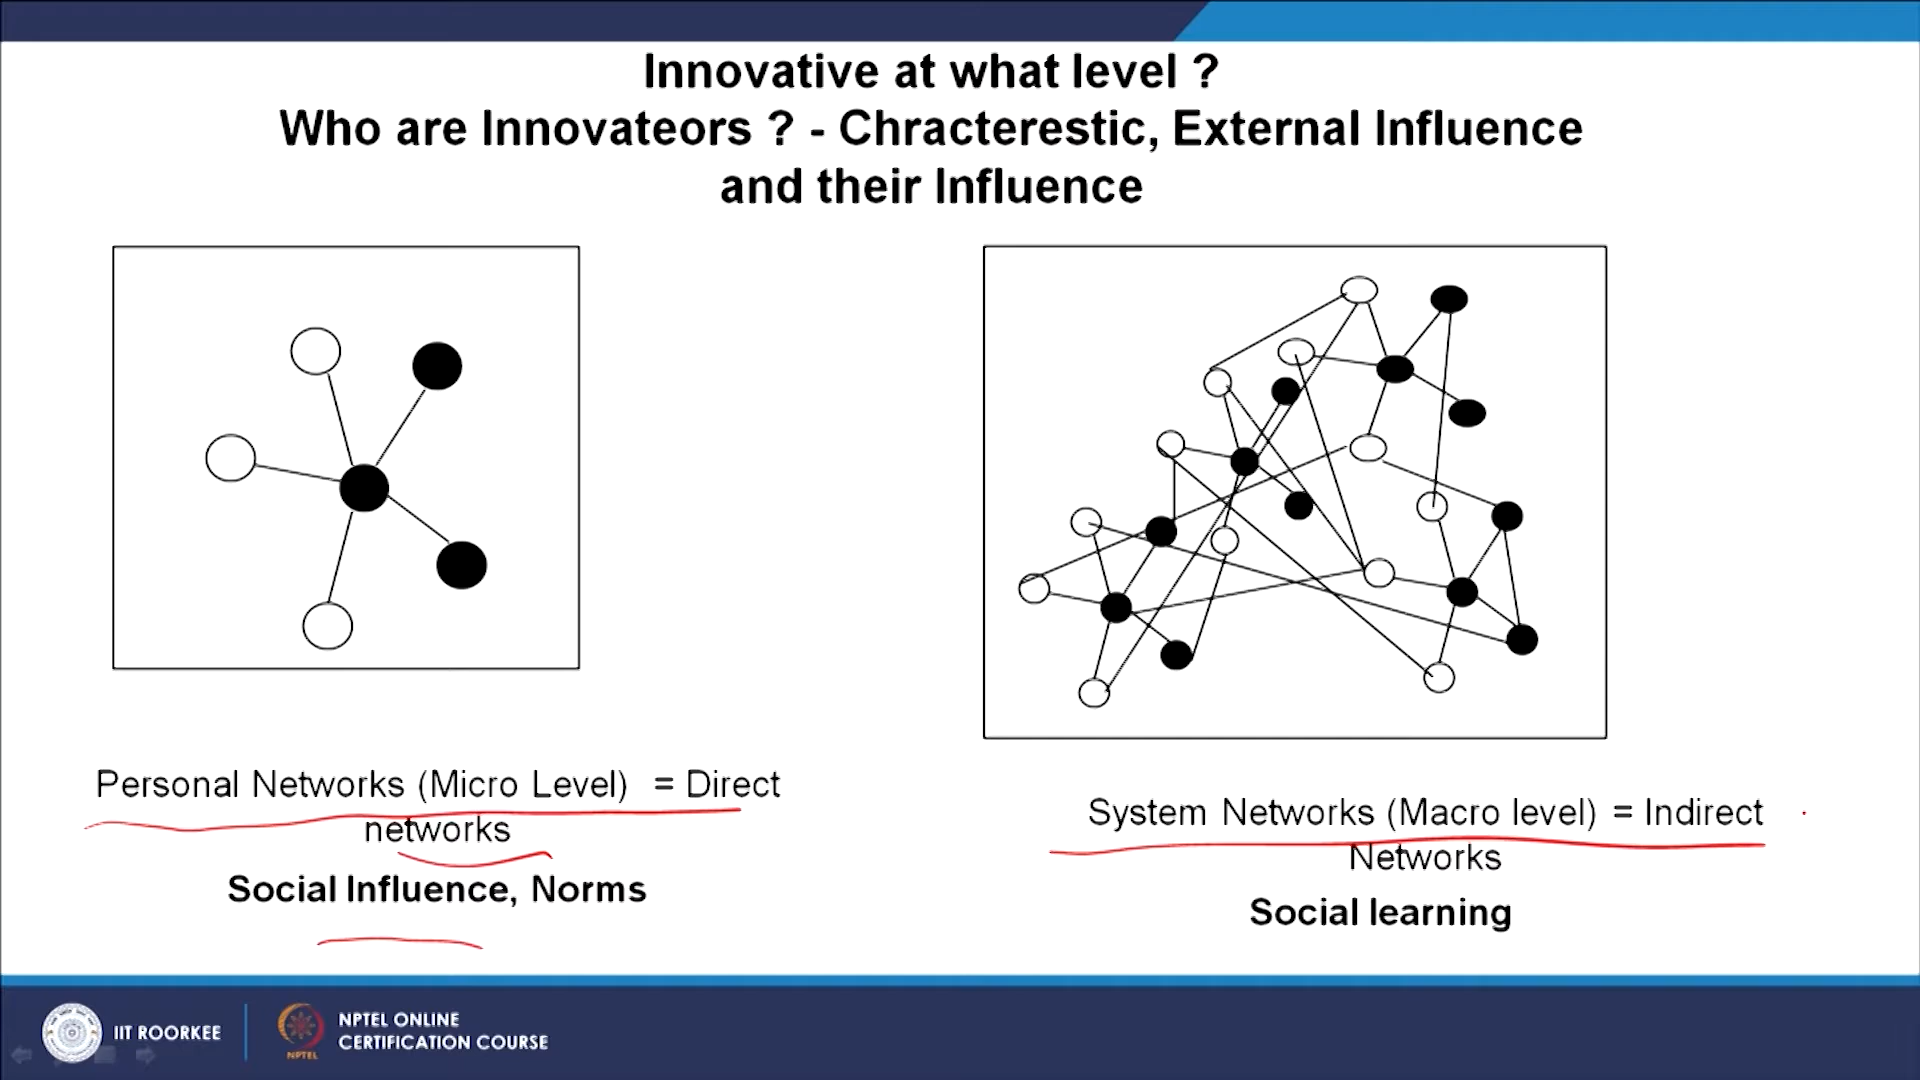 Innovative at what level ?
Who are Innovateors ? - Chracterestic, External Influence
and their Influence
Personal Networks (Micro Level) = Direct
networks
Social Influence, Norms
System Networks (Macro level) = Indirect
Networks
Social learning
IIT ROORKEE
NPTEL
NPTEL ONLINE
CERTIFICATION COURSE